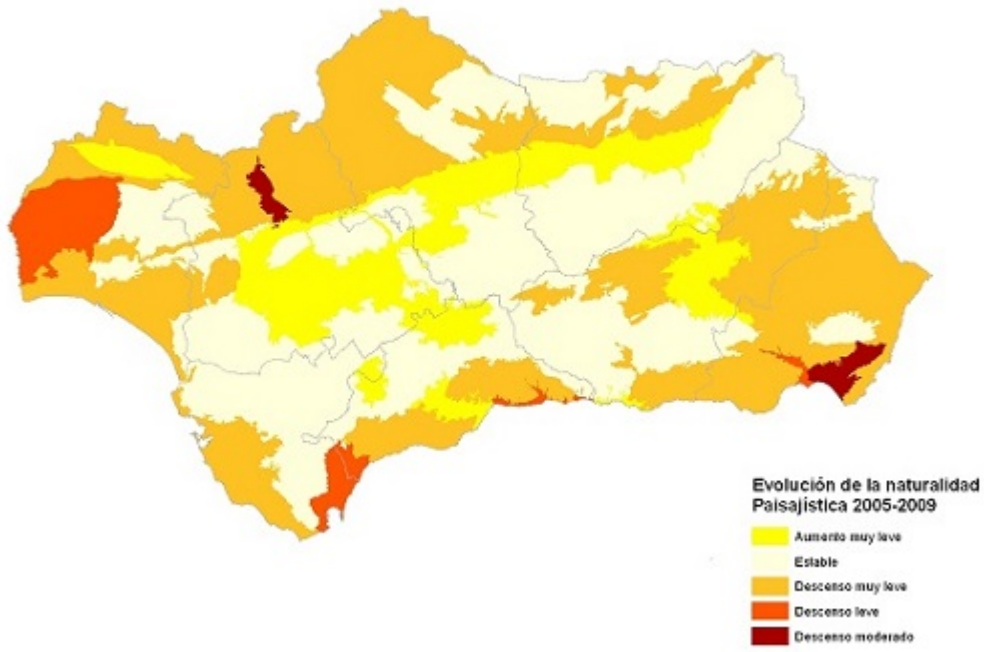 Evolución de la naturalidad
Paisajística 2005-2009
Aumento muy leve
Estable
Descenso muy leve
Descenso leve
Descenso moderado